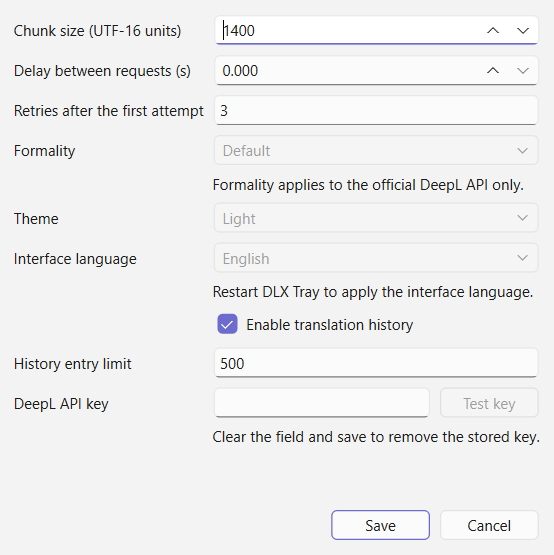 Chunk size (UTF-16 units) 1400
Delay between requests (s) 0.000
Retries after the first attempt 3
Formality Default
Formality applies to the official DeepL API only.
Theme Light
Interface language English
Restart DLX Tray to apply the interface language.
Enable translation history
History entry limit 500
DeepL API key Test key
Clear the field and save to remove the stored key.
Save Cancel